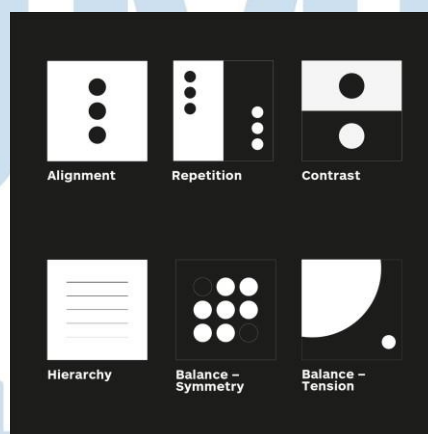 Alignment
Repetition
Contrast
Hierarchy
Balance –
Symmetry
Balance –
Tension